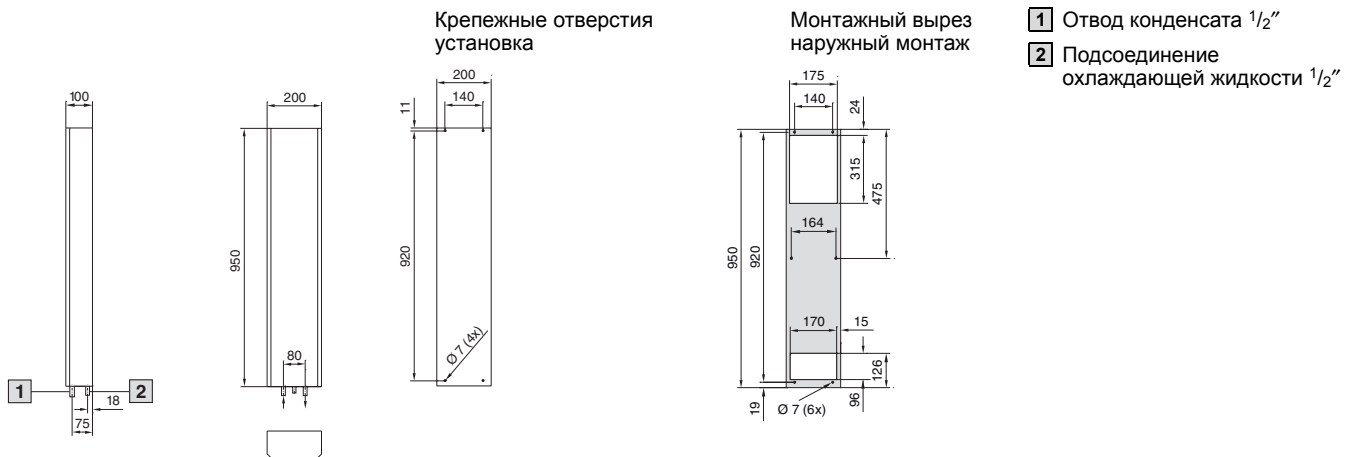 Крепежные отверстия
установка
Монтажный вырез
наружный монтаж
1 Отвод конденсата 1/2″
2 Подсоединение
охлаждающей жидкости 1/2″
100
950
1
2
18
75
200
950
80
200
140
11
920
Ø 7 (4x)
175
140
24
315
475
164
950
920
170
15
126
96
19
Ø 7 (6x)